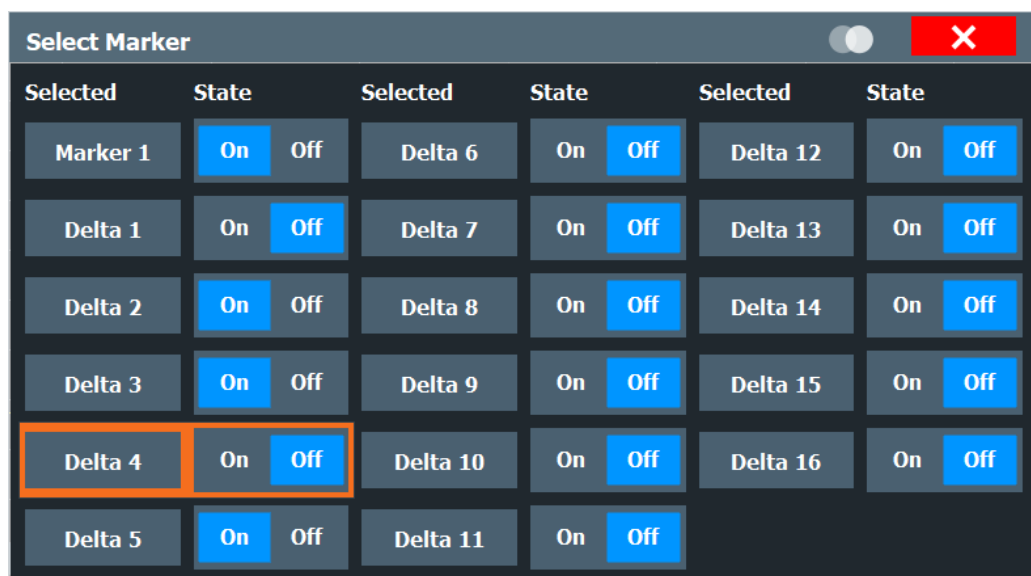 Select Marker
Selected State Selected State Selected State
Marker 1 On Off Delta 6 On Off Delta 12 On Off
Delta 1 On Off Delta 7 On Off Delta 13 On Off
Delta 2 On Off Delta 8 On Off Delta 14 On Off
Delta 3 On Off Delta 9 On Off Delta 15 On Off
Delta 4 On Off Delta 10 On Off Delta 16 On Off
Delta 5 On Off Delta 11 On Off